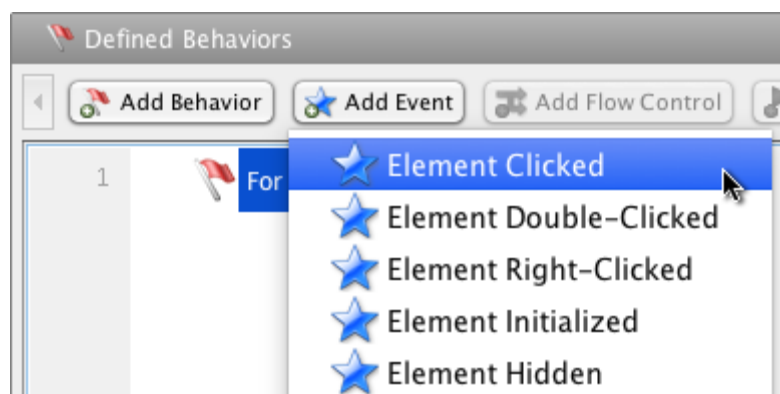 Defined Behaviors
Add Behavior Add Event Add Flow Control
1 For
Element Clicked
Element Double-Clicked
Element Right-Clicked
Element Initialized
Element Hidden